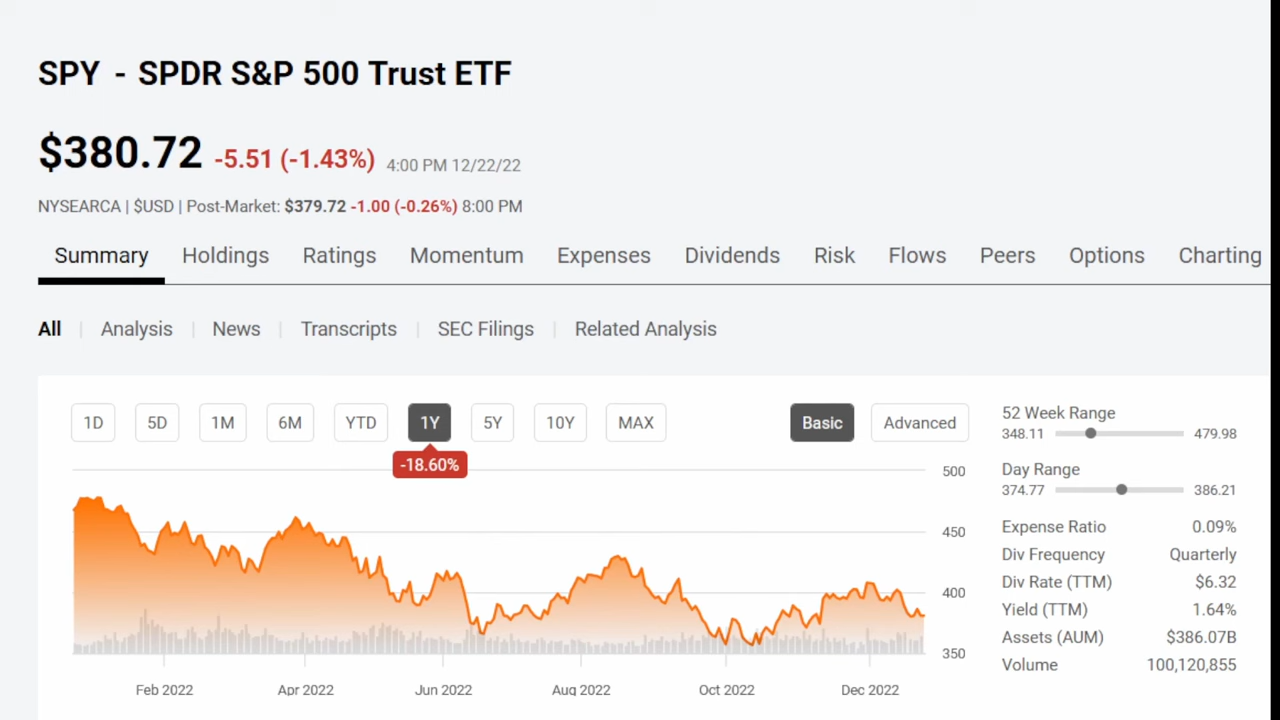 SPY - SPDR S&P 500 Trust ETF
$380.72 -5.51 (-1.43%) 4:00 PM 12/22/22
NYSEARCA | $USD | Post-Market: $379.72 -1.00 (-0.26%) 8:00 PM
Summary Holdings Ratings Momentum Expenses Dividends Risk Flows Peers Options Charting
All | Analysis | News | Transcripts | SEC Filings | Related Analysis
1D 5D 1M 6M YTD 1Y 5Y 10Y MAX Basic Advanced
-18.60%
500
450
400
350
Feb 2022 Apr 2022 Jun 2022 Aug 2022 Oct 2022 Dec 2022
52 Week Range
348.11 479.98
Day Range
374.77 386.21
Expense Ratio 0.09%
Div Frequency Quarterly
Div Rate (TTM) $6.32
Yield (TTM) 1.64%
Assets (AUM) $386.07B
Volume 100,120,855